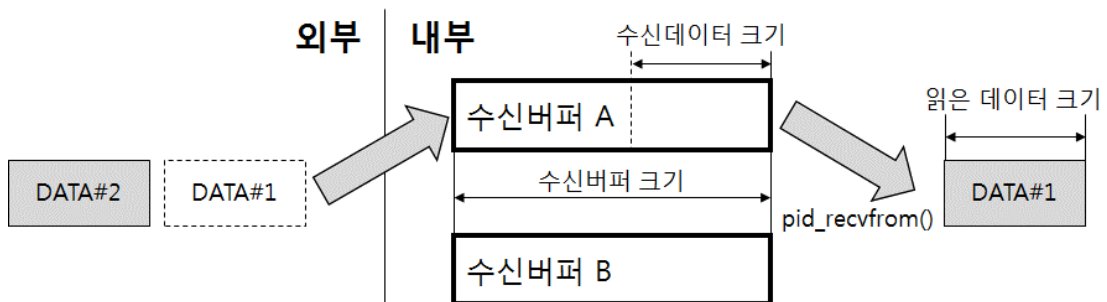 외부
내부
수신데이터 크기
수신버퍼 A
읽은 데이터 크기
DATA#2
DATA#1
수신버퍼 크기
DATA#1
pid_recvfrom()
수신버퍼 B